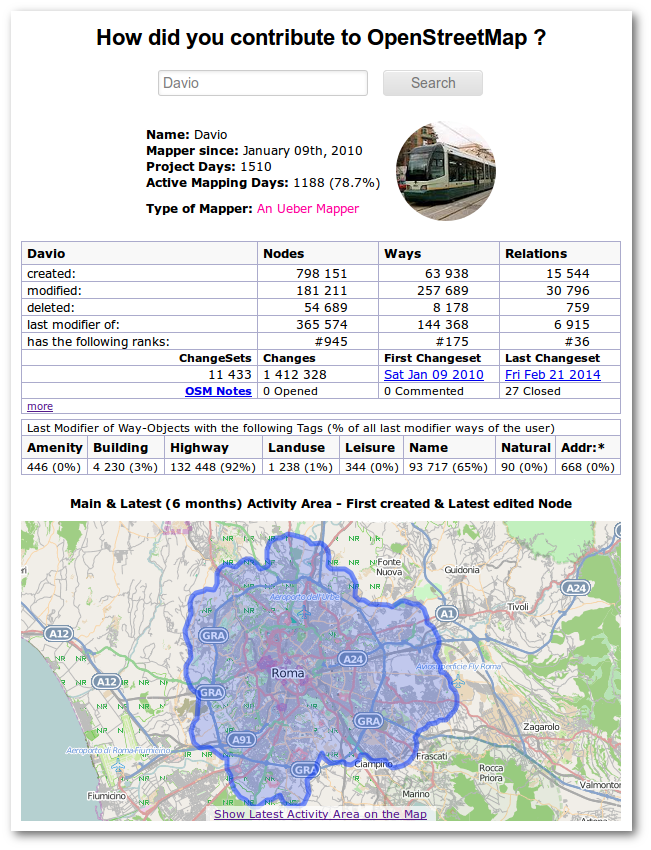 How did you contribute to OpenStreetMap ?
Davio
Search
Name: Davio
Mapper since: January 09th, 2010
Project Days: 1510
Active Mapping Days: 1188 (78.7%)
Type of Mapper: An Ueber Mapper
Davio Nodes Ways Relations
created: 798 151 63 938 15 544
modified: 181 211 257 689 30 796
deleted: 54 689 8 178 759
last modifier of: 365 574 144 368 6 915
has the following ranks: #945 #175 #36
ChangeSets Changes First Changeset Last Changeset
11 433 1 412 328 Sat Jan 09 2010 Fri Feb 21 2014
OSM Notes 0 Opened 0 Commented 27 Closed
more
Last Modifier of Way-Objects with the following Tags (% of all last modifier ways of the user)
Amenity Building Highway Landuse Leisure Name Natural Addr:*
446 (0%) 4 230 (3%) 132 448 (92%) 1 238 (1%) 344 (0%) 93 717 (65%) 90 (0%) 668 (0%)
Main & Latest (6 months) Activity Area - First created & Latest edited Node
Fonte
Nuova
Guidonia
Tivoli
A24
Aeroporto dell'Urbe
A1
A12
GRA
A24
Roma
Aviosuperficie Fly Roma
A12
GRA
GRA
Zagarolo
A91
Aeroporto di Roma-Fiumicino
Frascati
Ciampino
GRA
Rocca
Priora
Valmonton
Fiumicino
Marino
Show Latest Activity Area on the Map